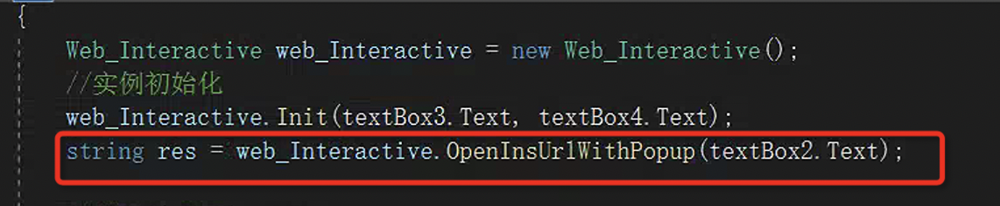 {
Web_Interactive web_Interactive = new Web_Interactive();
//实例初始化
web_Interactive.Init(textBox3.Text, textBox4.Text);
string res = web_Interactive.OpenInsUrlWithPopup(textBox2.Text);